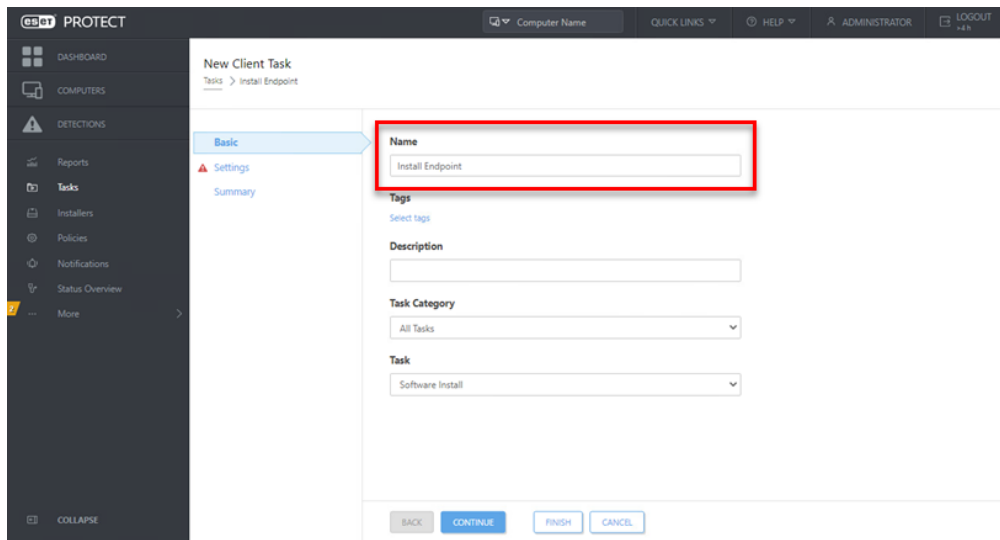 eset PROTECT
Computer Name
QUICK LINKS
HELP
ADMINISTRATOR
LOGOUT
>4 h
DASHBOARD
COMPUTERS
DETECTIONS
Reports
Tasks
Installers
Policies
Notifications
Status Overview
More
COLLAPSE
New Client Task
Tasks > Install Endpoint
Basic
Settings
Summary
Name
Install Endpoint
Tags
Select tags
Description
Task Category
All Tasks
Task
Software Install
BACK
CONTINUE
FINISH
CANCEL